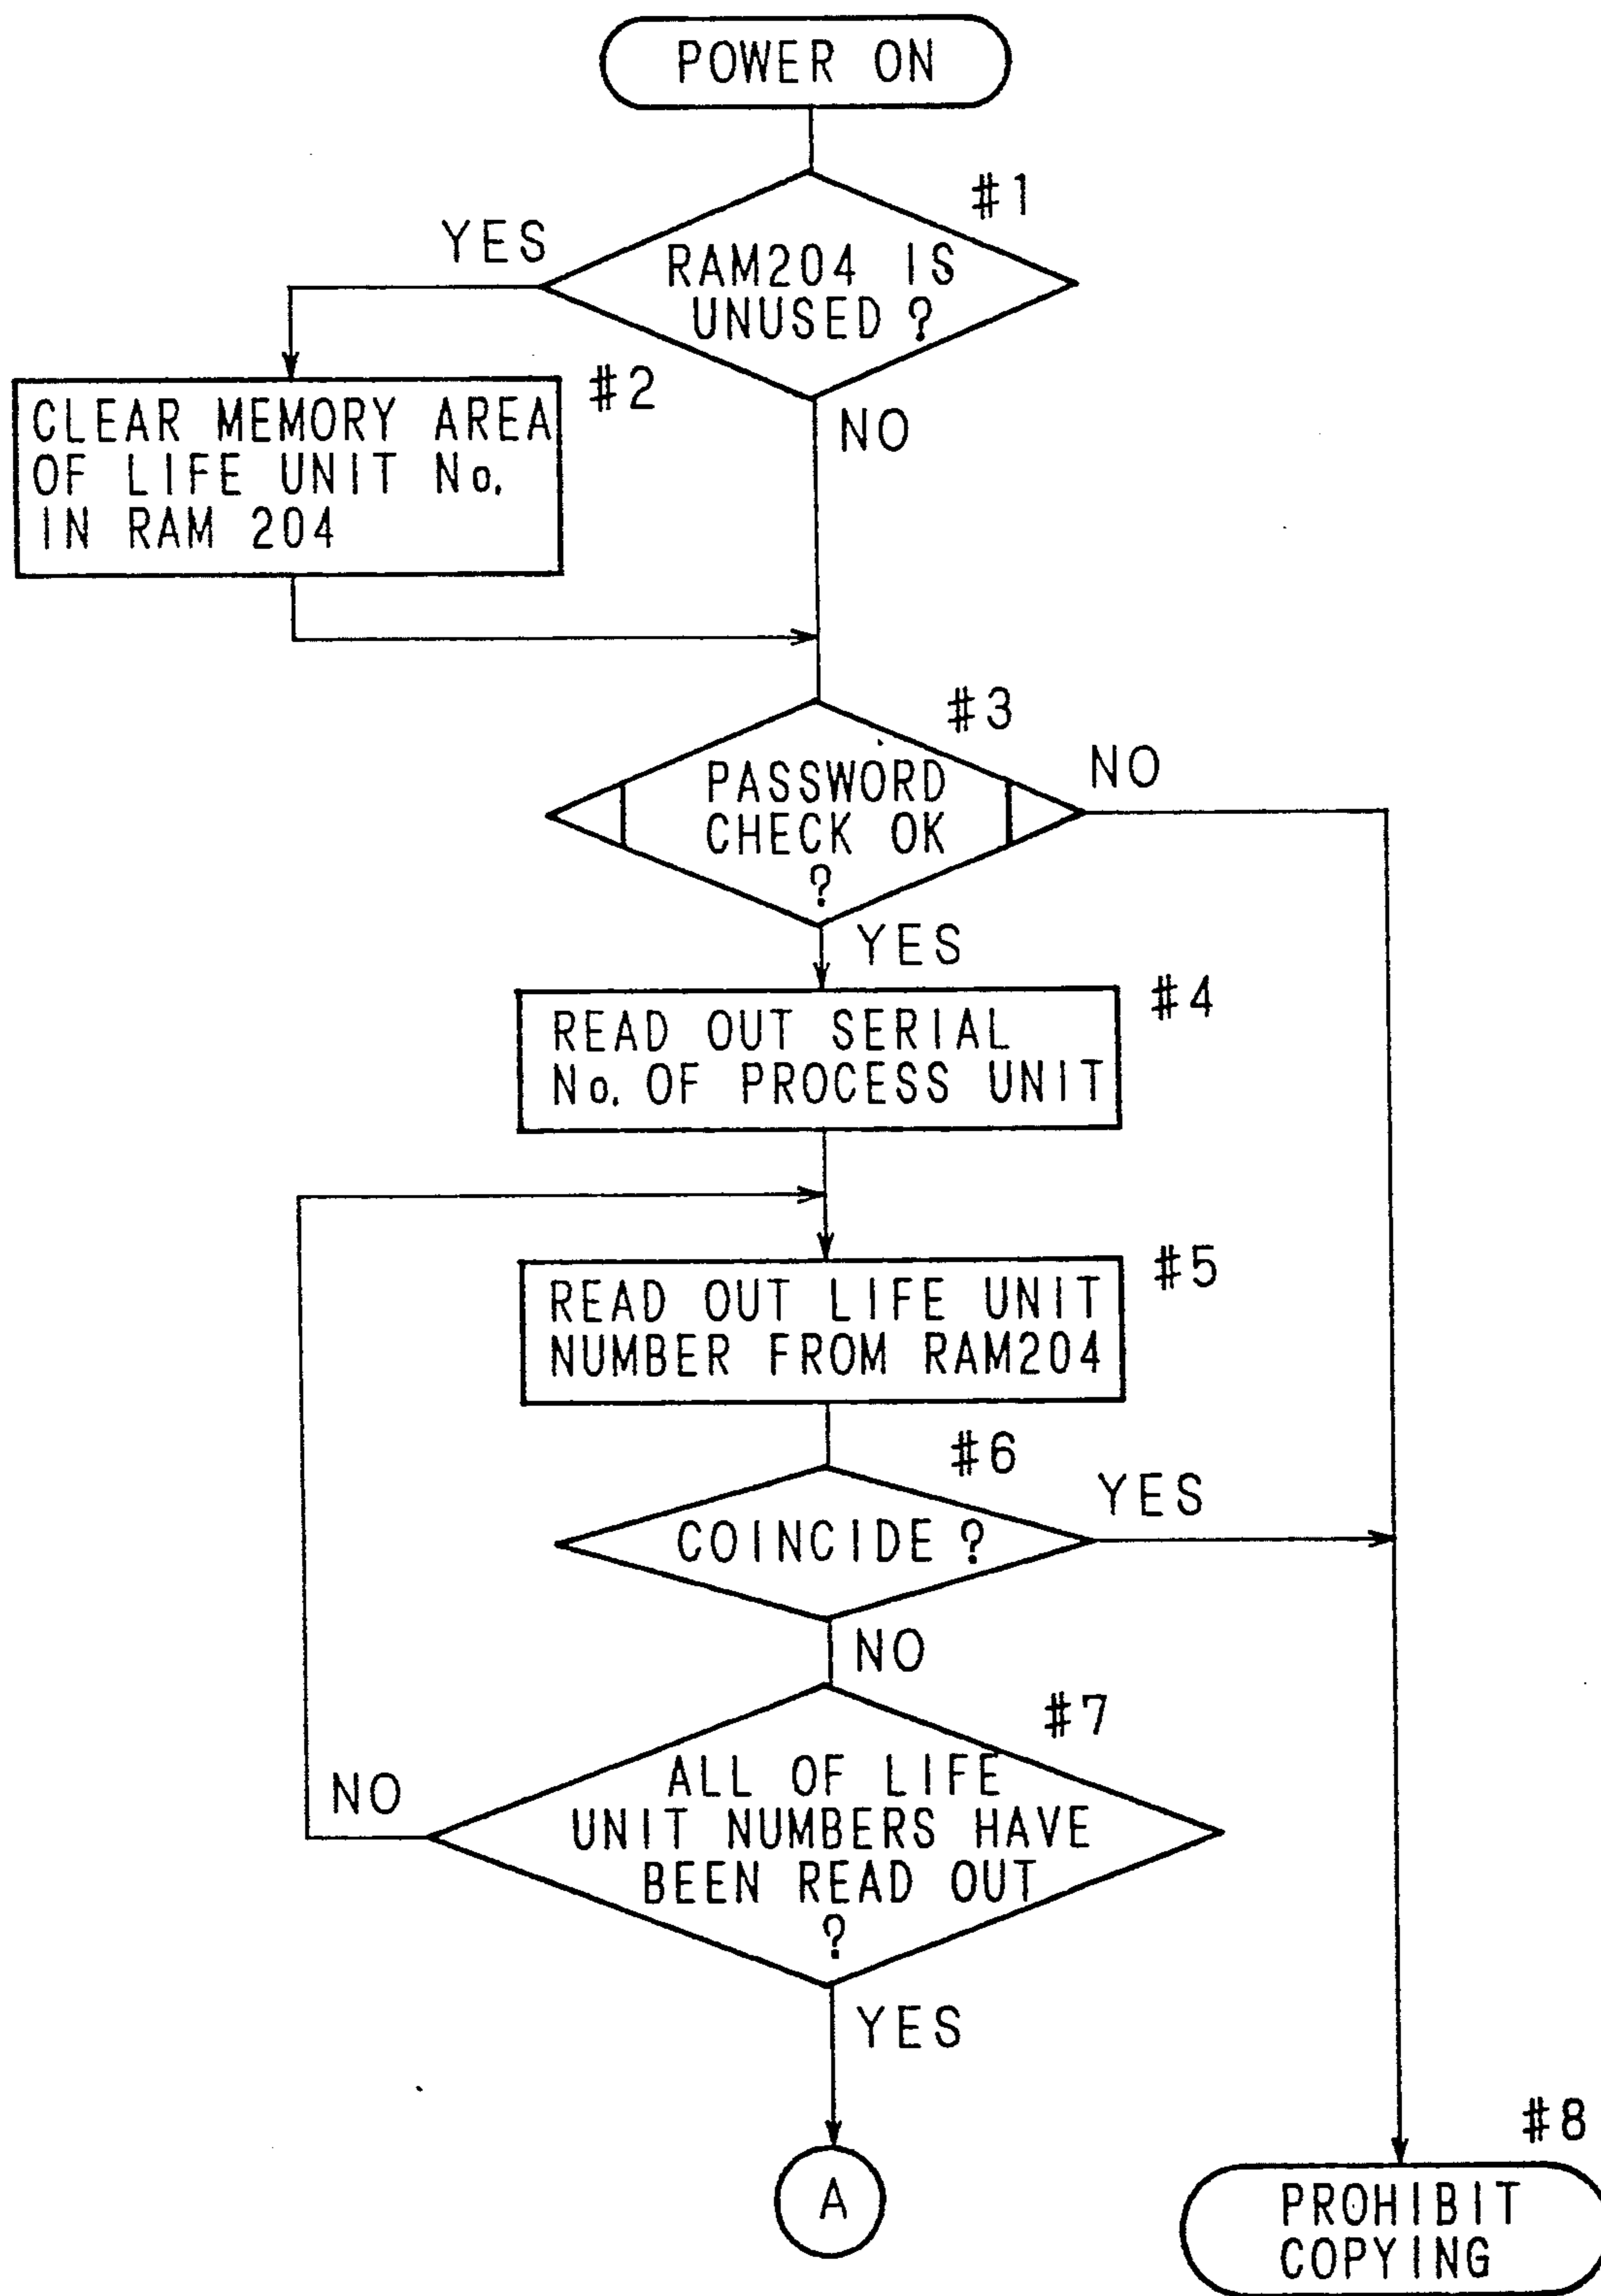 POWER ON
#1
YES
RAM204 IS
UNUSED ?
#2
NO
CLEAR MEMORY AREA
OF LIFE UNIT No.
IN RAM 204
#3
NO
PASSWORD
CHECK OK
?
YES
#4
READ OUT SERIAL
No. OF PROCESS UNIT
#5
READ OUT LIFE UNIT
NUMBER FROM RAM204
#6
YES
COINCIDE ?
NO
#7
NO
ALL OF LIFE
UNIT NUMBERS HAVE
BEEN READ OUT
?
YES
#8
A
PROHIBIT
COPYING